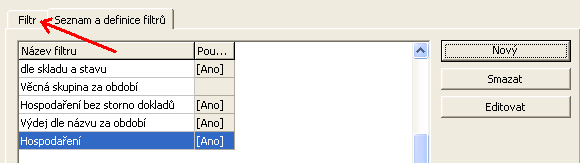 Filtr Seznam a definice filtrů
Název filtru Pou...
Nový
dle skladu a stavu [Ano]
Smazat
Věcná skupina za období
Hospodaření bez storno dokladů [Ano]
Editovat
Výdej dle názvu za období [Ano]
Hospodaření [Ano]